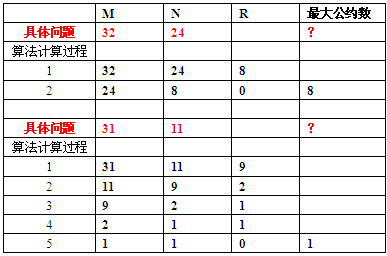 M N R 最大公约数
具体问题 32 24 ?
算法计算过程
1 32 24 8
2 24 8 0 8
具体问题 31 11 ?
算法计算过程
1 31 11 9
2 11 9 2
3 9 2 1
4 2 1 1
5 1 1 0 1